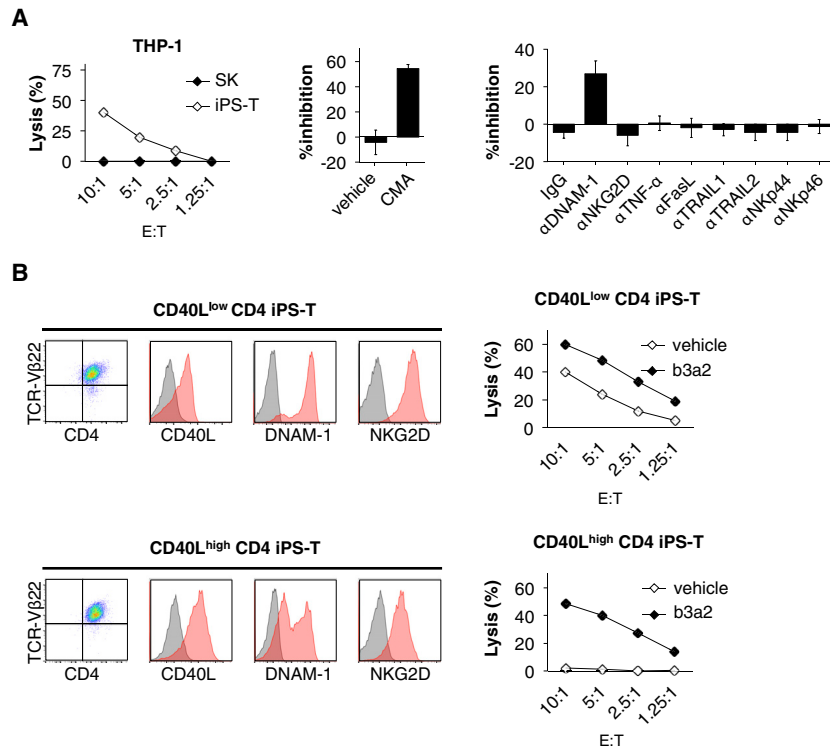 A
THP-1
Lysis (%)
75
50
25
0
SK
iPS-T
10:1
5:1
2.5:1
1.25:1
E:T
%inhibition
60
40
20
0
-20
vehicle
CMA
%inhibition
40
20
0
-20
IgG
αDNAM-1
αNKG2D
αTNF-α
αFasL
αTRAIL1
αTRAIL2
αNKp44
αNKp46
B
CD40Llow CD4 iPS-T
TCR-Vβ22
CD4
CD40L
DNAM-1
NKG2D
CD40Llow CD4 iPS-T
Lysis (%)
60
40
20
0
vehicle
b3a2
10:1
5:1
2.5:1
1.25:1
E:T
CD40Lhigh CD4 iPS-T
TCR-Vβ22
CD4
CD40L
DNAM-1
NKG2D
CD40Lhigh CD4 iPS-T
Lysis (%)
60
40
20
0
vehicle
b3a2
10:1
5:1
2.5:1
1.25:1
E:T